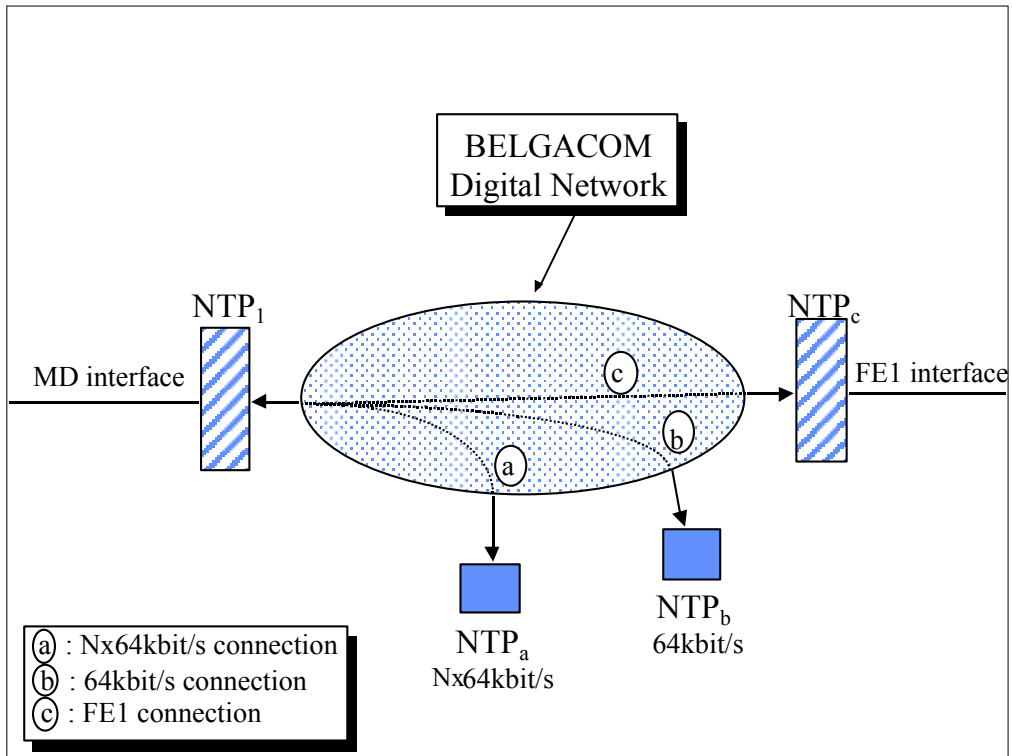 BELGACOM
Digital Network
NTP₁
NTPc
MD interface
FE1 interface
c
b
a
NTPa
Nx64kbit/s
NTPb
64kbit/s
a : Nx64kbit/s connection
b : 64kbit/s connection
c : FE1 connection